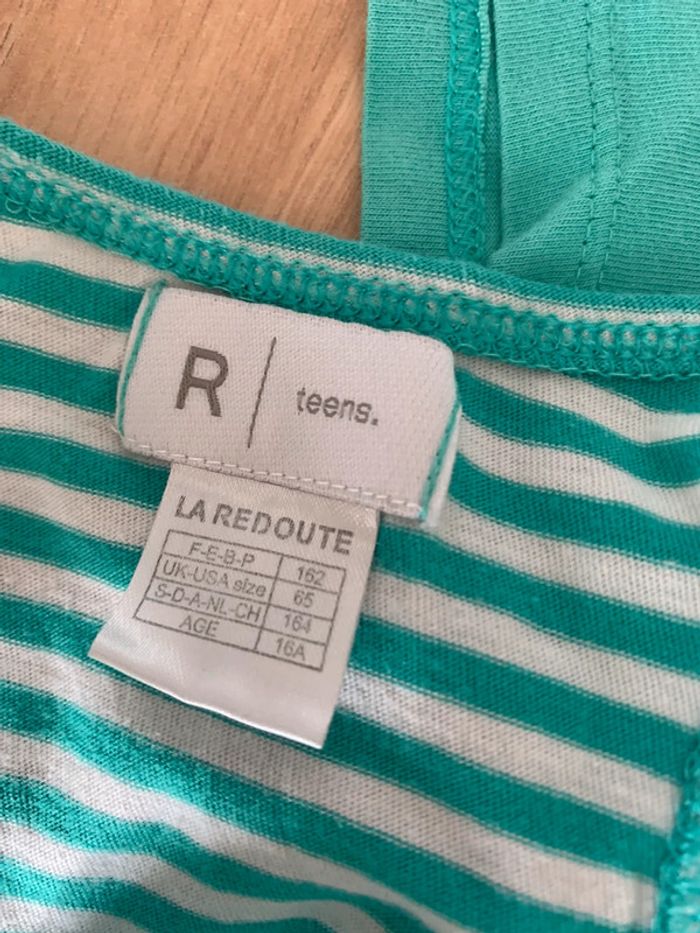 R | teens.
LA REDOUTE
F-E-B-P 162
UK-USA size 65
S-D-A-NL-CH 164
AGE 16A